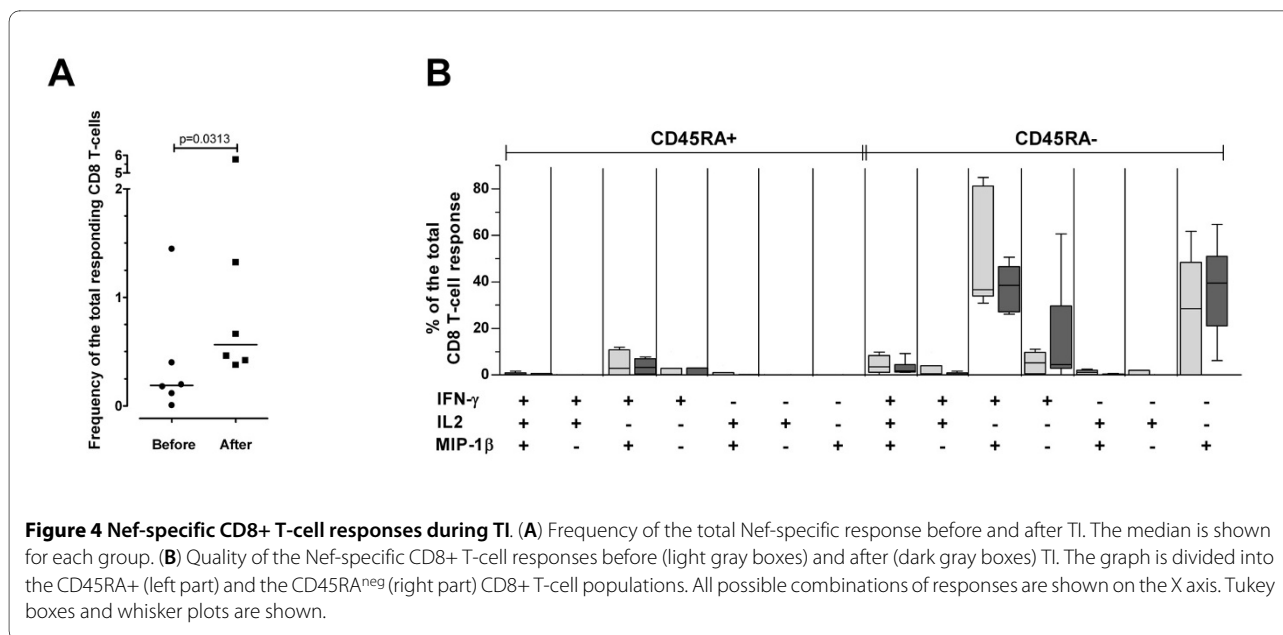 A
Frequency of the total responding CD8 T-cells
p=0.0313
6
5
2
1
0
Before After
B
CD45RA+ CD45RA-
% of the total
CD8 T-cell response
80
60
40
20
0
IFN-γ + + + + - - - + + + + - - -
IL2 + + - - + + - + + - - + + -
MIP-1β + - + - + - + + - + - + - +
Figure 4 Nef-specific CD8+ T-cell responses during TI. (A) Frequency of the total Nef-specific response before and after TI. The median is shown
for each group. (B) Quality of the Nef-specific CD8+ T-cell responses before (light gray boxes) and after (dark gray boxes) TI. The graph is divided into
the CD45RA+ (left part) and the CD45RAneg (right part) CD8+ T-cell populations. All possible combinations of responses are shown on the X axis. Tukey
boxes and whisker plots are shown.